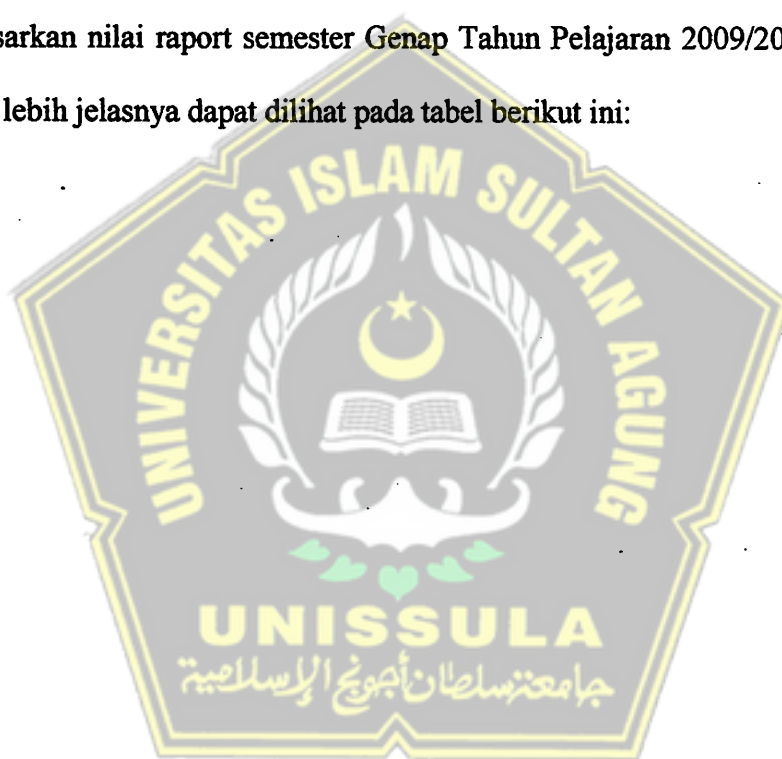 sarkan nilai raport semester Genap Tahun Pelajaran 2009/20
lebih jelasnya dapat dilihat pada tabel berikut ini:
UNIVERSITAS ISLAM SULTAN AGUNG
UNISSULA
جامعة سلطان أجونج الإسلامية